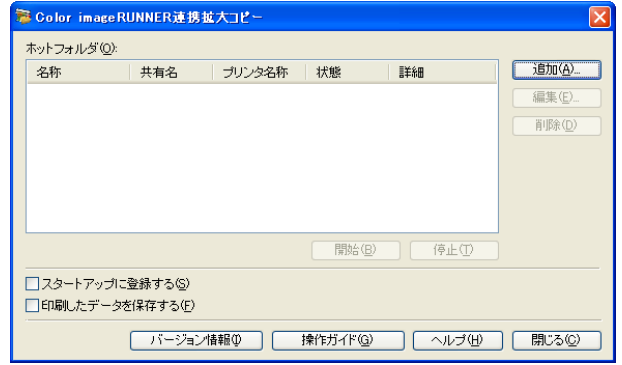 Color imageRUNNER連携拡大コピー
ホットフォルダ(O):
名称 共有名 プリンタ名称 状態 詳細
追加(A)...
編集(E)...
削除(D)
開始(B) 停止(T)
スタートアップに登録する(S)
印刷したデータを保存する(F)
バージョン情報(I) 操作ガイド(G) ヘルプ(H) 閉じる(C)